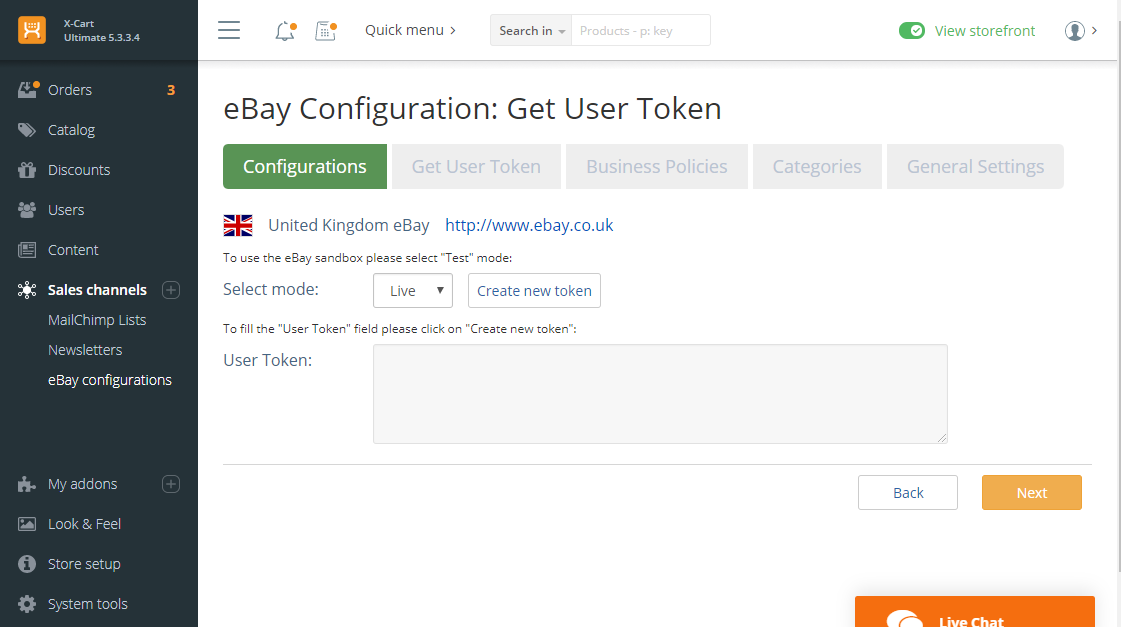 X-Cart
Ultimate 5.3.3.4
Quick menu
Search in
Products - p: key
View storefront
Orders
3
Catalog
Discounts
Users
Content
Sales channels
MailChimp Lists
Newsletters
eBay configurations
My addons
Look & Feel
Store setup
System tools
eBay Configuration: Get User Token
Configurations
Get User Token
Business Policies
Categories
General Settings
United Kingdom eBay http://www.ebay.co.uk
To use the eBay sandbox please select "Test" mode:
Select mode:
Live
Create new token
To fill the "User Token" field please click on "Create new token":
User Token:
Back
Next
Live Chat